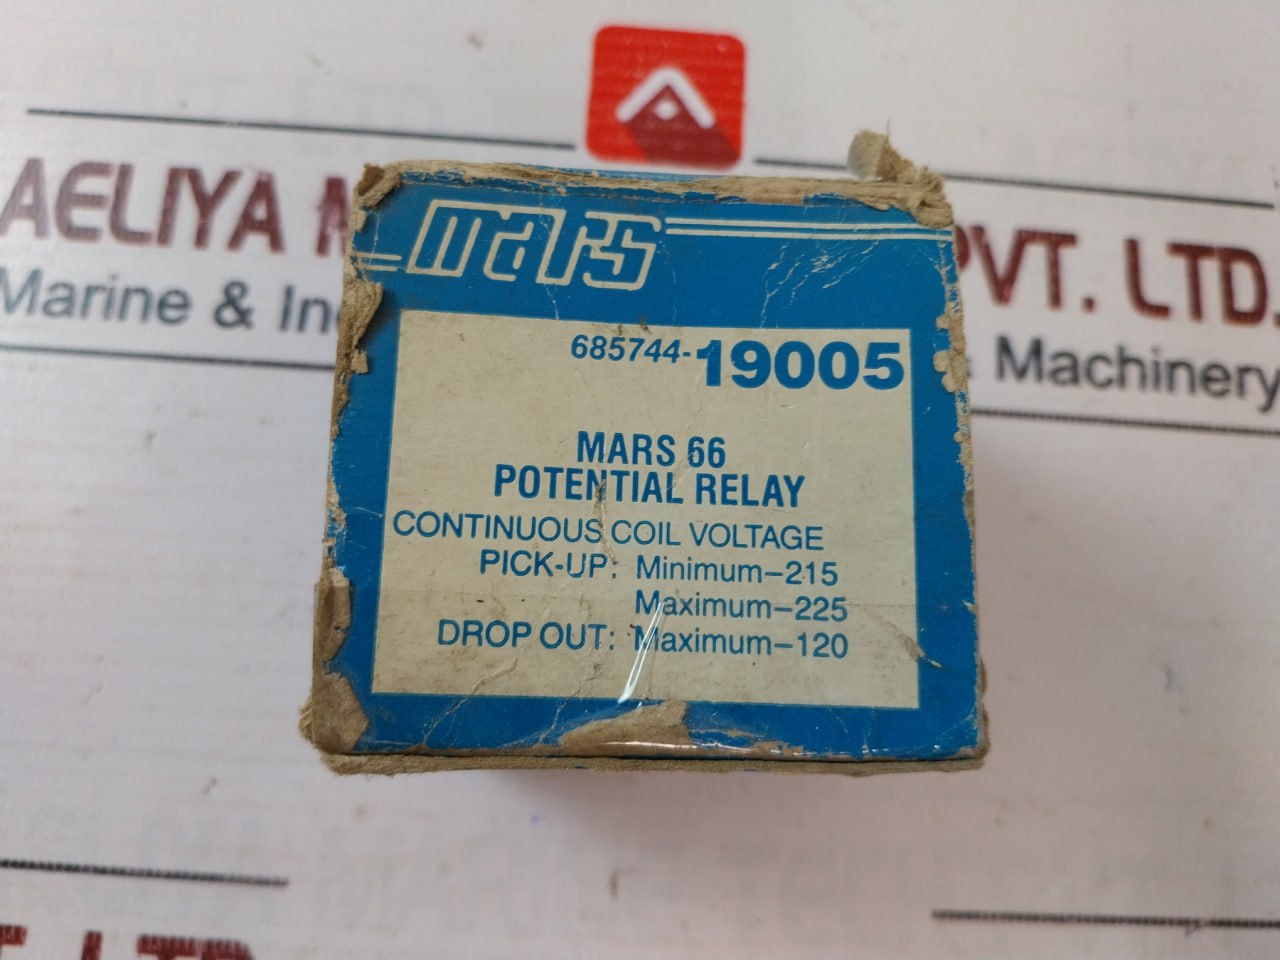 AELIYA M
PVT. LTD.
Marine & In
& Machinery
mars
685744-19005
MARS 66
POTENTIAL RELAY
CONTINUOUS COIL VOLTAGE
PICK-UP: Minimum-215
Maximum-225
DROP OUT: Maximum-120